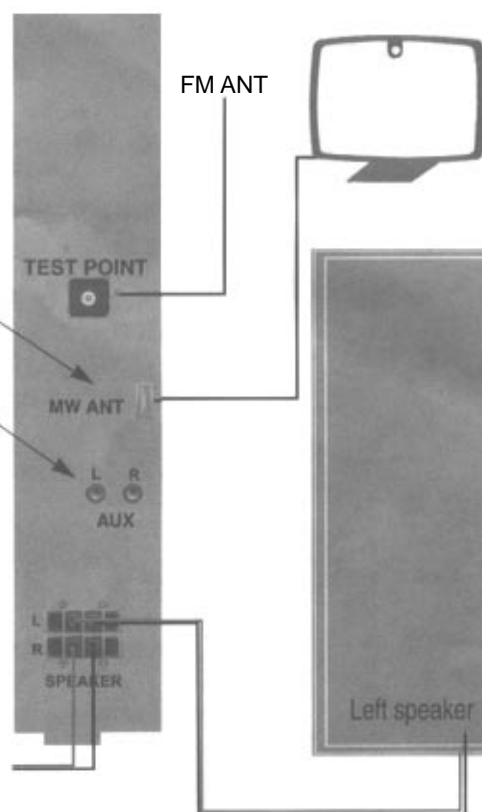 FM ANT
TEST POINT
MW ANT
L R
AUX
L
R
SPEAKER
Left speaker